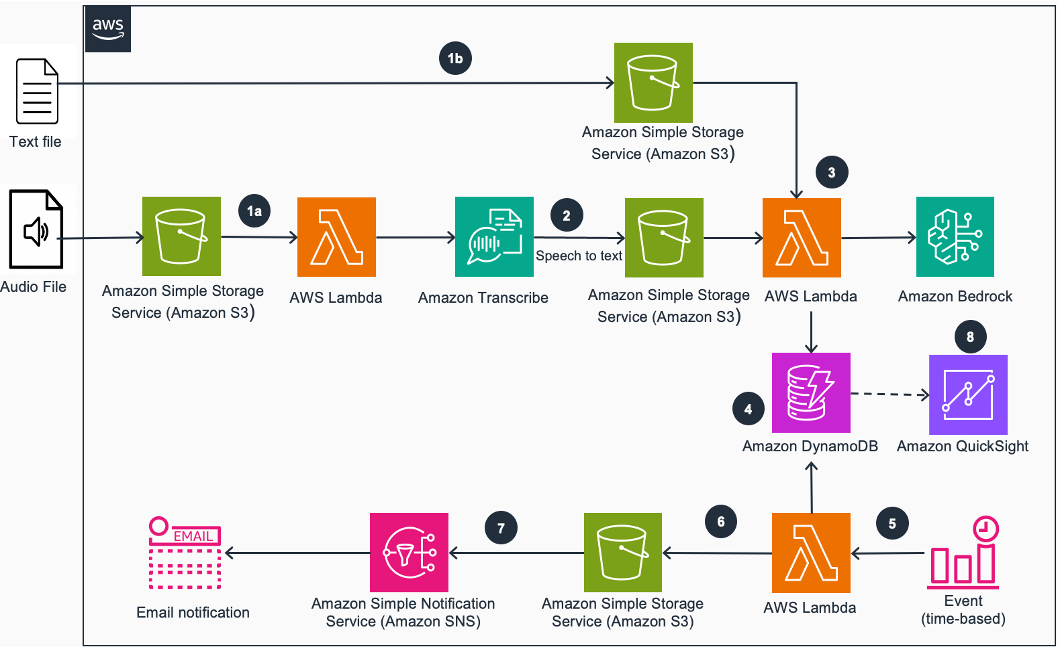 aws
1b
Text file
Amazon Simple Storage
Service (Amazon S3)
3
1a
2
Speech to text
Audio File
Amazon Simple Storage
Service (Amazon S3)
AWS Lambda
Amazon Transcribe
Amazon Simple Storage
Service (Amazon S3)
AWS Lambda
Amazon Bedrock
8
4
Amazon DynamoDB
Amazon QuickSight
EMAIL
7
6
5
Email notification
Amazon Simple Notification
Service (Amazon SNS)
Amazon Simple Storage
Service (Amazon S3)
AWS Lambda
Event
(time-based)